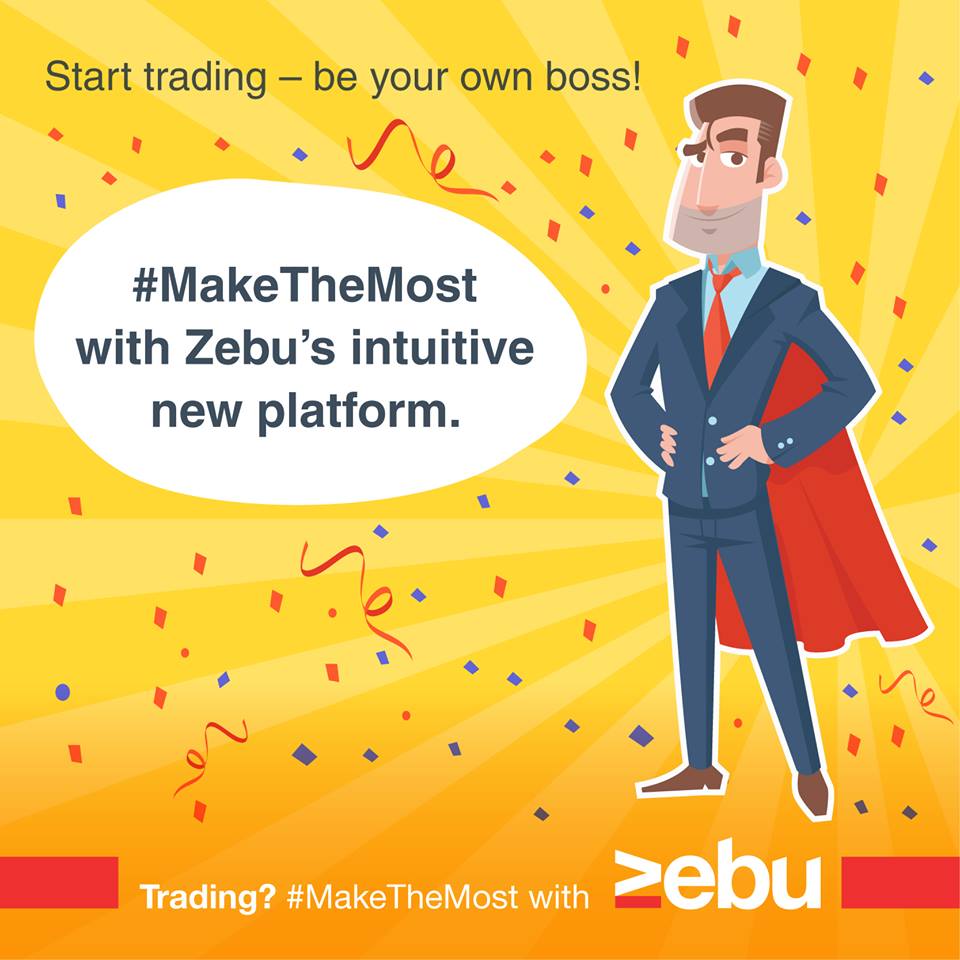 Start trading – be your own boss!
#MakeTheMost
with Zebu’s intuitive
new platform.
Trading? #MakeTheMost with zebu